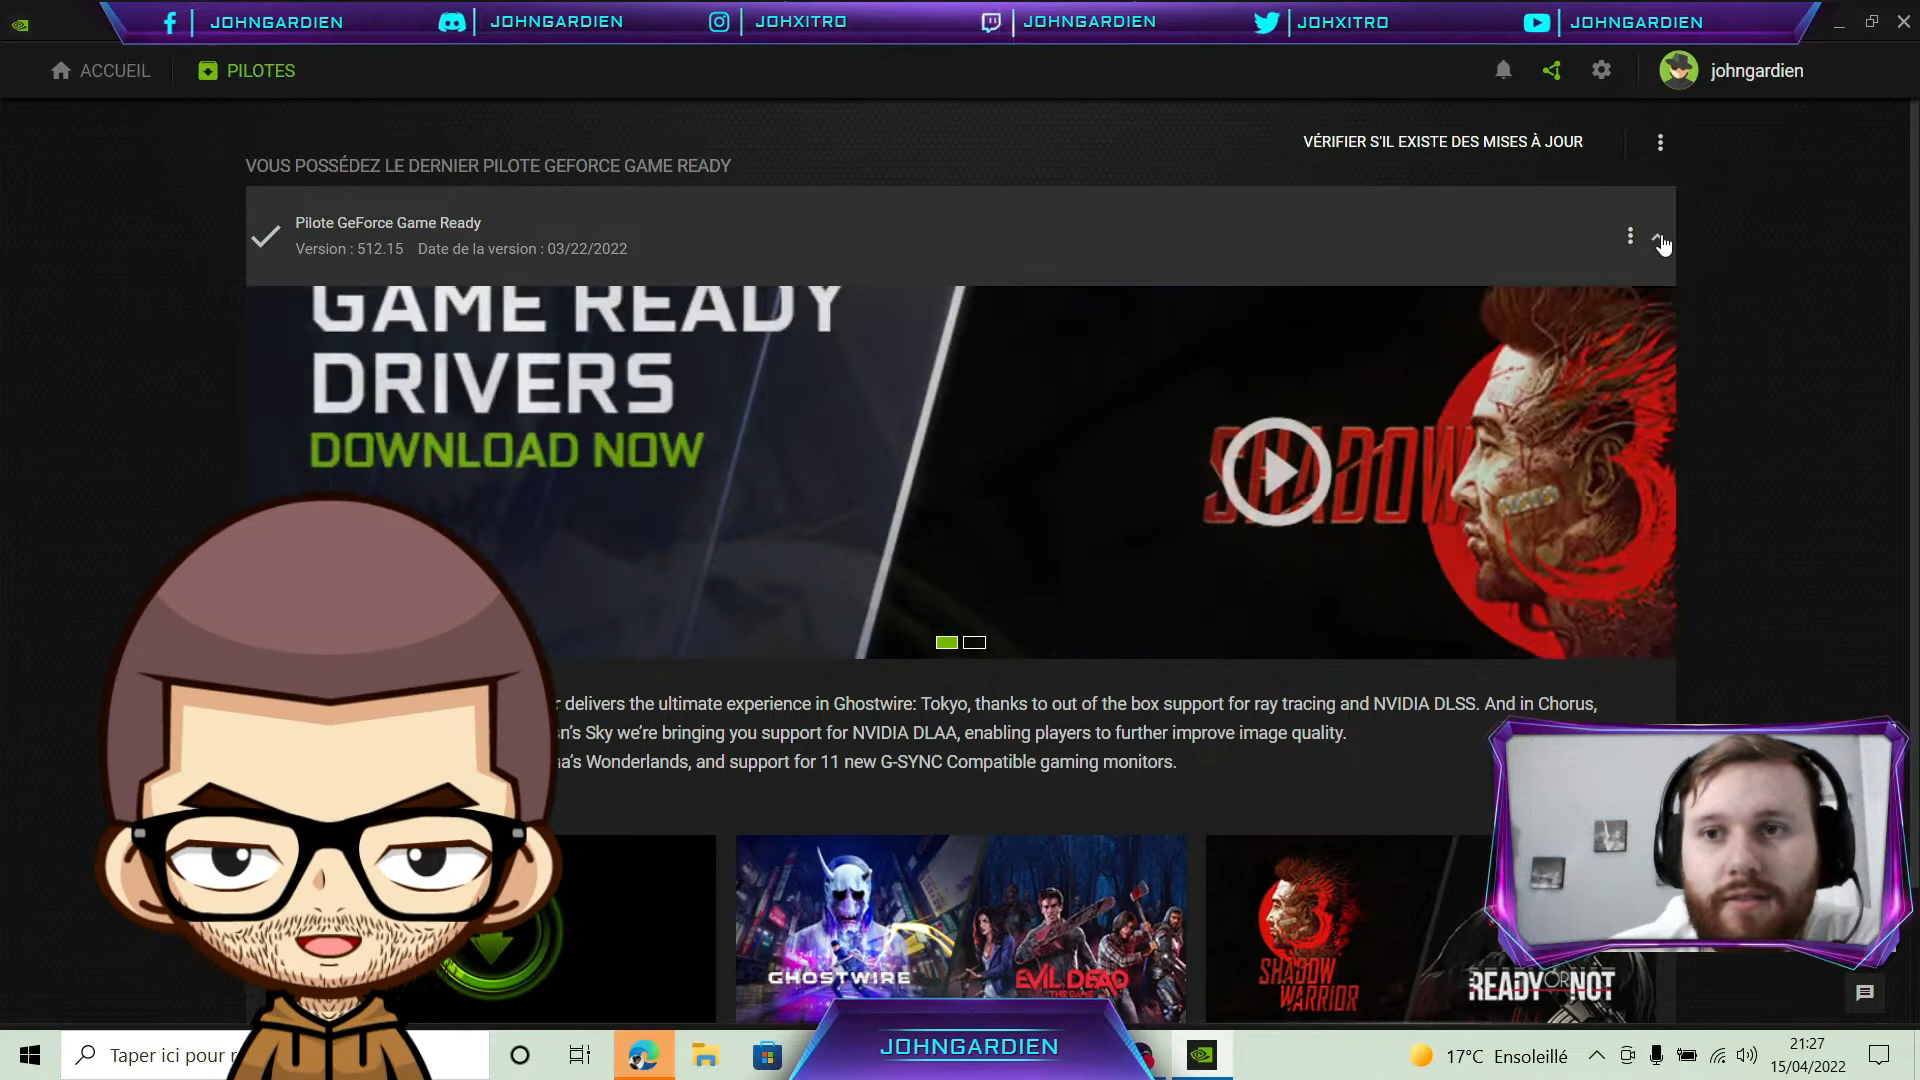 JOHNGARDIEN
JOHNGARDIEN
JOHXITRO
JOHNGARDIEN
JOHXITRO
JOHNGARDIEN
ACCUEIL
PILOTES
johngardien
VÉRIFIER S'IL EXISTE DES MISES À JOUR
VOUS POSSÉDEZ LE DERNIER PILOTE GEFORCE GAME READY
Pilote GeForce Game Ready
Version : 512.15 Date de la version : 03/22/2022
GAME READY
DRIVERS
DOWNLOAD NOW
SHADOW
delivers the ultimate experience in Ghostwire: Tokyo, thanks to out of the box support for ray tracing and NVIDIA DLSS. And in Chorus,
Sky we’re bringing you support for NVIDIA DLAA, enabling players to further improve image quality.
Wonderlands, and support for 11 new G-SYNC Compatible gaming monitors.
GHOSTWIRE
EVIL DEAD
THE GAME
SHADOW
WARRIOR
READY OR NOT
JOHNGARDIEN
Taper ici pour
17°C Ensoleillé
21:27
15/04/2022